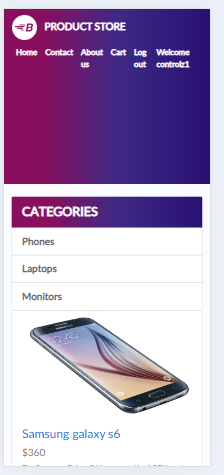 B PRODUCT STORE
Home Contact About us Cart Log out Welcome controlz1
CATEGORIES
Phones
Laptops
Monitors
Samsung galaxy s6
$360